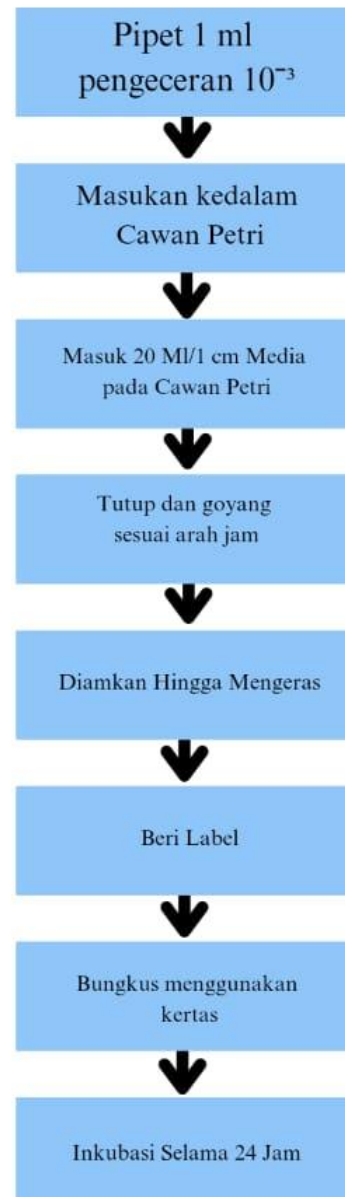 Pipet 1 ml
pengeceran 10⁻³
Masukan kedalam
Cawan Petri
Masuk 20 Ml/1 cm Media
pada Cawan Petri
Tutup dan goyang
sesuai arah jam
Diamkan Hingga Mengeras
Beri Label
Bungkus menggunakan
kertas
Inkubasi Selama 24 Jam